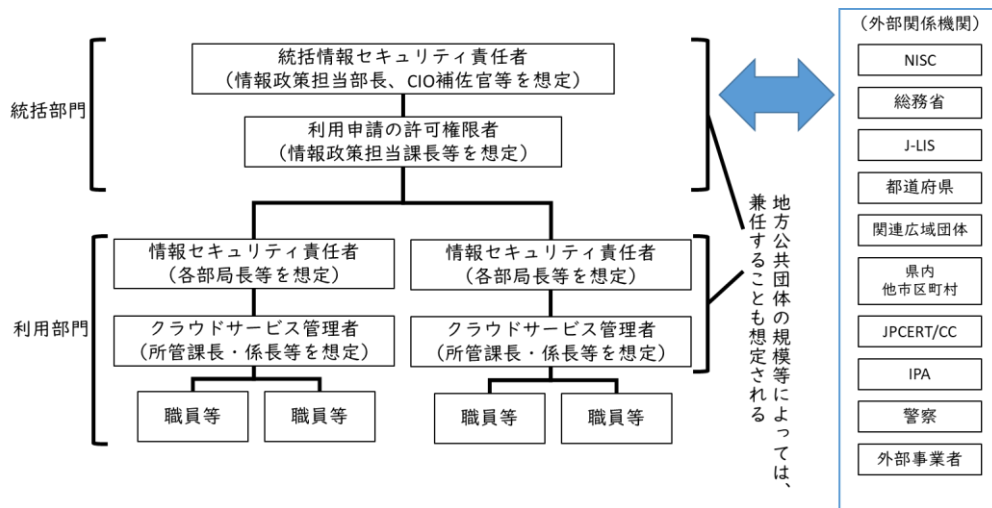 統括部門
統括情報セキュリティ責任者
（情報政策担当部長、CIO補佐官等を想定）
利用申請の許可権限者
（情報政策担当課長等を想定）
利用部門
情報セキュリティ責任者
（各部局長等を想定）
クラウドサービス管理者
（所管課長・係長等を想定）
職員等
職員等
情報セキュリティ責任者
（各部局長等を想定）
クラウドサービス管理者
（所管課長・係長等を想定）
職員等
職員等
地方公共団体の規模等によっては、
兼任することも想定される
（外部関係機関）
NISC
総務省
J-LIS
都道府県
関連広域団体
県内
他市区町村
JPCERT/CC
IPA
警察
外部事業者